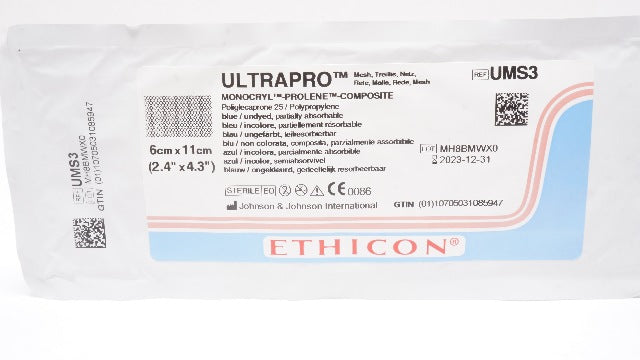 ULTRAPRO™ Mesh, Treillis, Netz,
Rete, Malla, Rede, Mesh
REF UMS3
MONOCRYL™-PROLENE™-COMPOSITE
Poliglecaprone 25 / Polypropylene
blue / undyed, partially absorbable
bleu / incolore, partiellement résorbable
blau / ungefärbt, teilresorbierbar
blu / non colorata, composita, parzialmente assorbibile
azul / incolora, parcialmente absorbible
azul / incolor, semiabsorvível
blauw / ongeverfd, gedeeltelijk resorbeerbaar
6cm x 11cm
(2.4" x 4.3")
LOT MH8BMWX0
2023-12-31
STERILE EO 2 CE 0086
Johnson & Johnson International
GTIN (01)10705031085947
ETHICON®
REF UMS3
LOT MH8BMWX0
GTIN (01)10705031085947